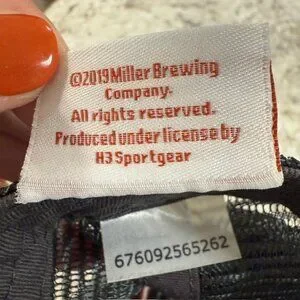 ©2019 Miller Brewing
Company.
All rights reserved.
Produced under license by
H3 Sportgear
676092565262